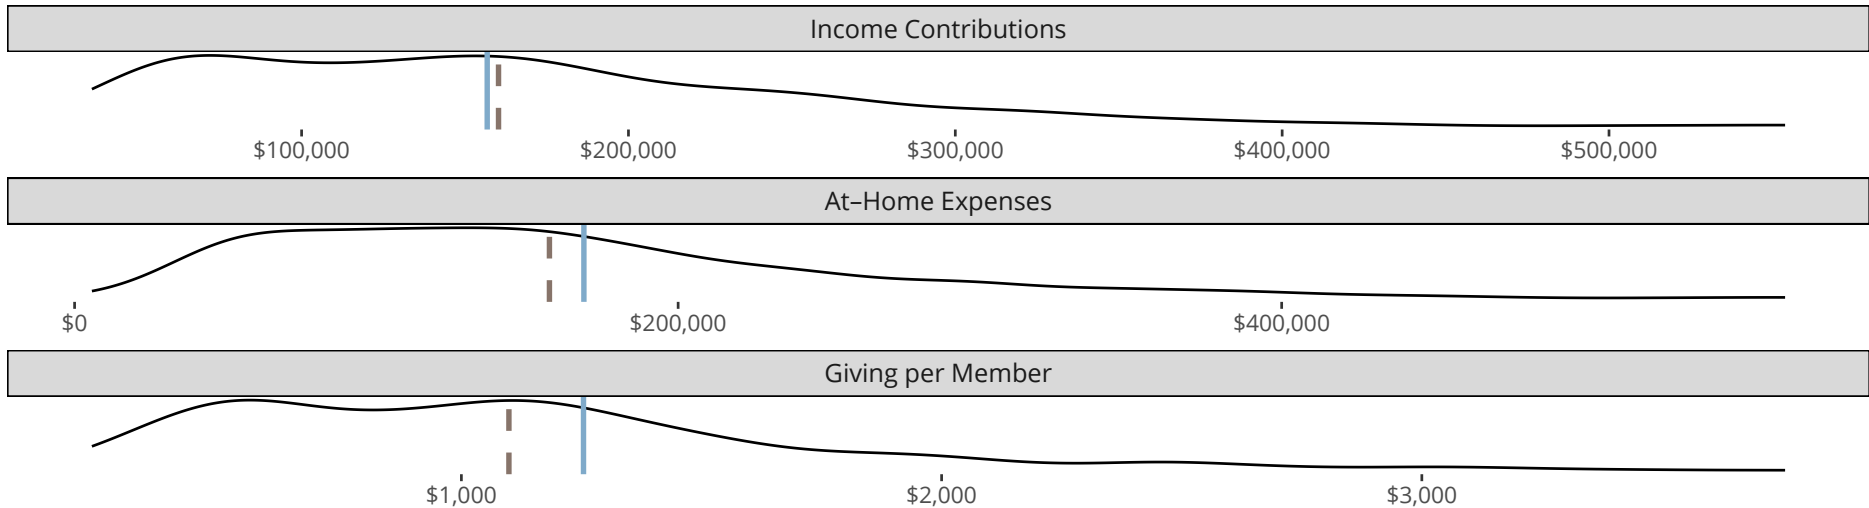 Income Contributions
$100,000 $200,000 $300,000 $400,000 $500,000
At–Home Expenses
$0 $200,000 $400,000
Giving per Member
$1,000 $2,000 $3,000